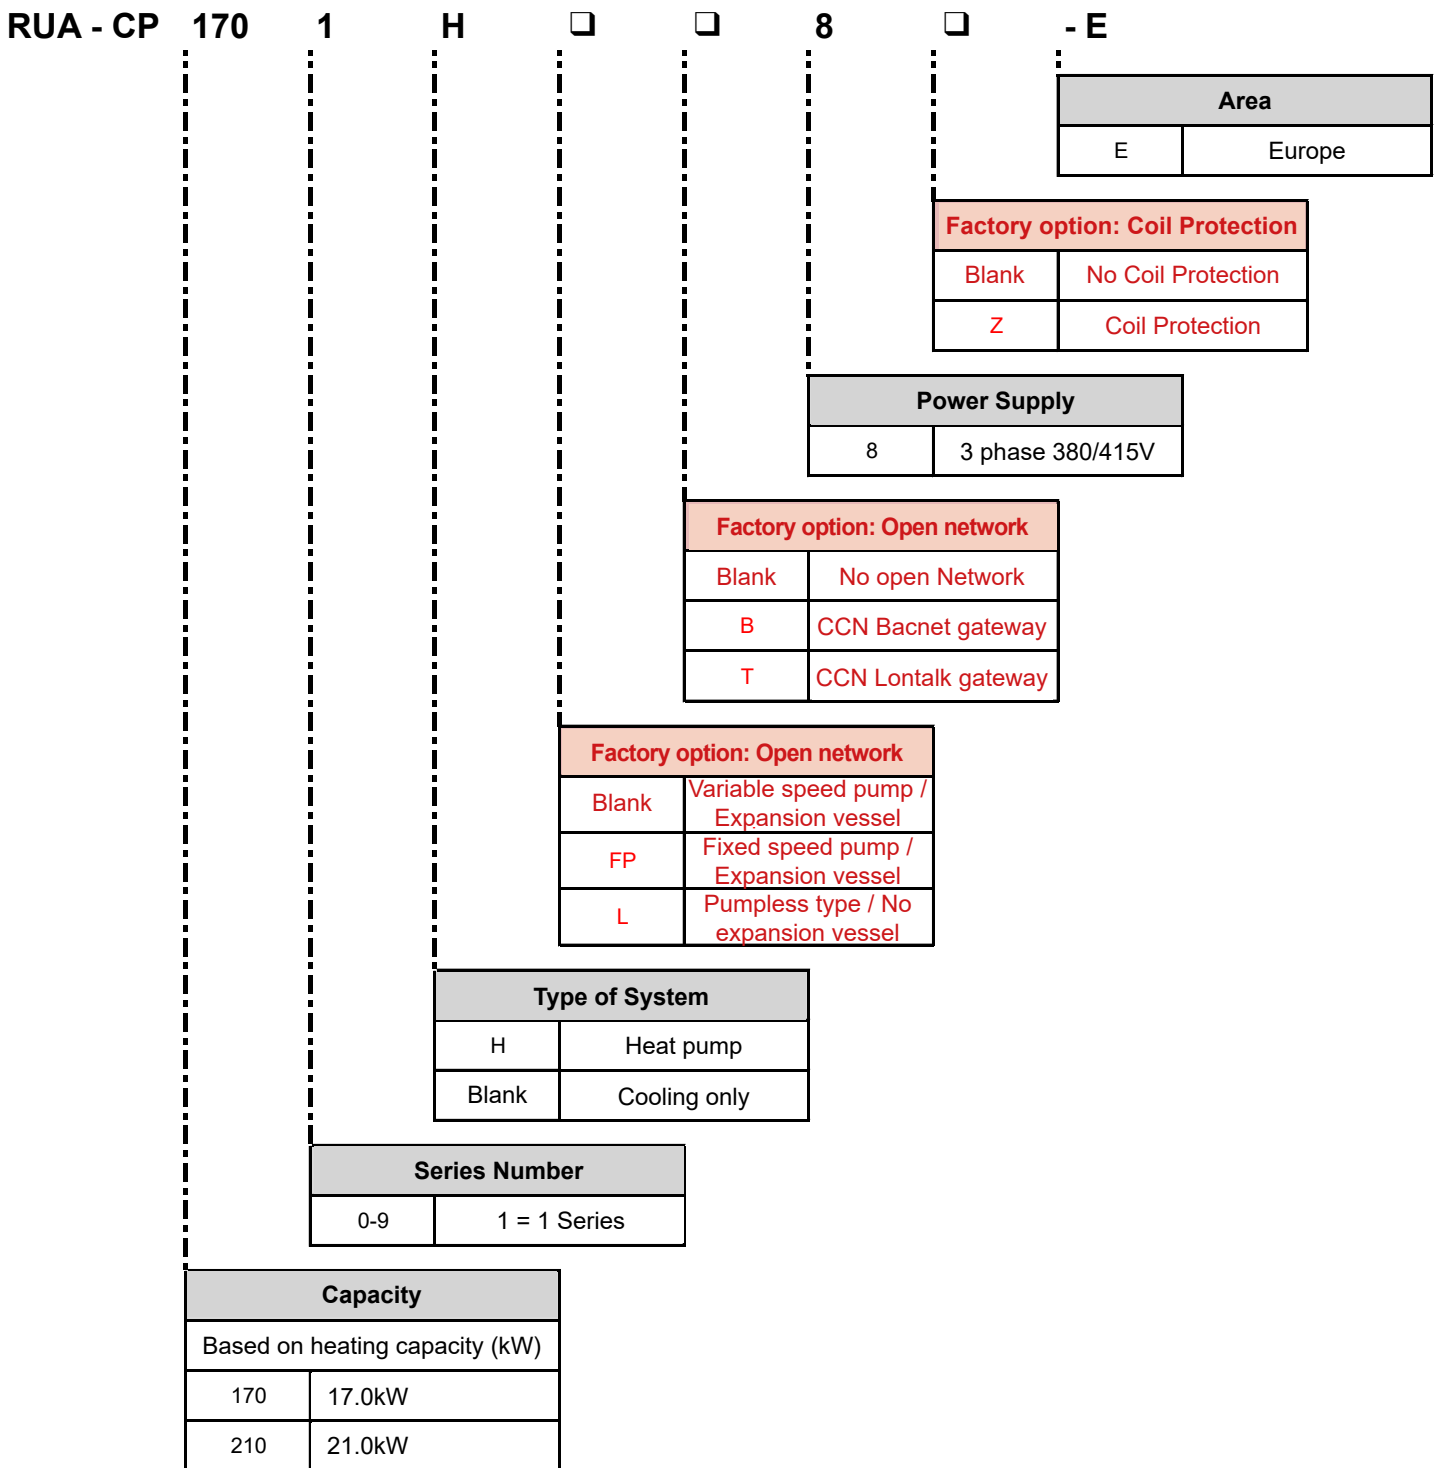 RUA - CP 170 1 H ❑ ❑ 8 ❑ - E
Area
E Europe
Factory option: Coil Protection
Blank No Coil Protection
Z Coil Protection
Power Supply
8 3 phase 380/415V
Factory option: Open network
Blank No open Network
B CCN Bacnet gateway
T CCN Lontalk gateway
Factory option: Open network
Blank Variable speed pump /
Expansion vessel
FP Fixed speed pump /
Expansion vessel
L Pumpless type / No
expansion vessel
Type of System
H Heat pump
Blank Cooling only
Series Number
0-9 1 = 1 Series
Capacity
Based on heating capacity (kW)
170 17.0kW
210 21.0kW